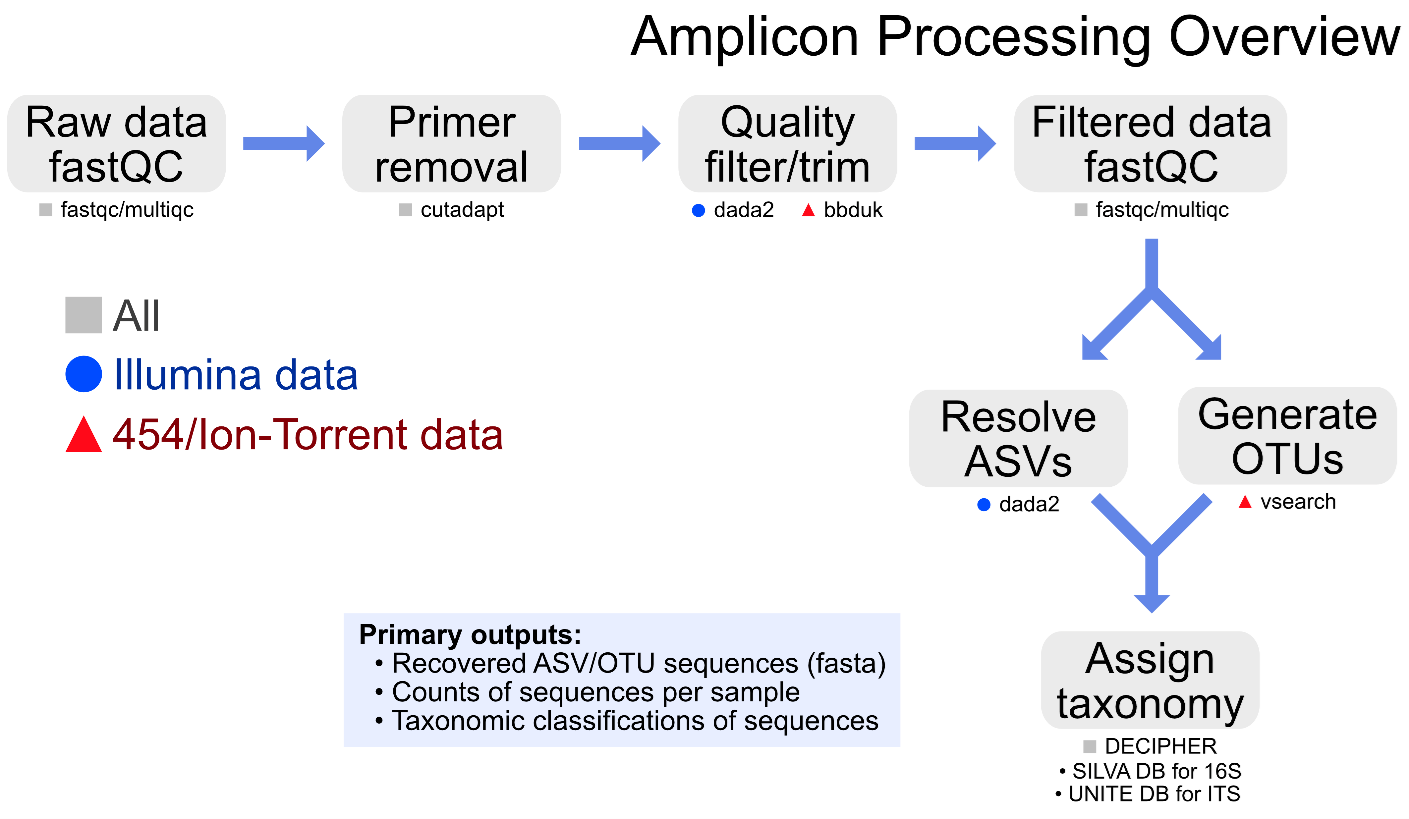 Amplicon Processing Overview
Raw data
fastQC
fastqc/multiqc
Primer
removal
cutadapt
Quality
filter/trim
dada2
bbduk
Filtered data
fastQC
fastqc/multiqc
All
Illumina data
454/Ion-Torrent data
Resolve
ASVs
dada2
Generate
OTUs
vsearch
Primary outputs:
• Recovered ASV/OTU sequences (fasta)
• Counts of sequences per sample
• Taxonomic classifications of sequences
Assign
taxonomy
DECIPHER
• SILVA DB for 16S
• UNITE DB for ITS